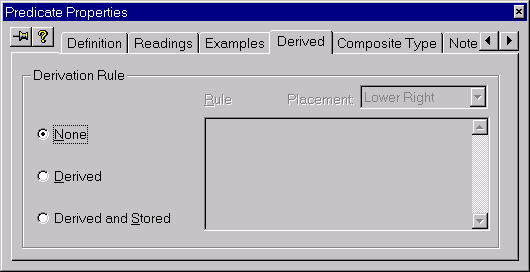 Predicate Properties
? Definition Readings Examples Derived Composite Type Note
Derivation Rule
Rule Placement: Lower Right
None
Derived
Derived and Stored